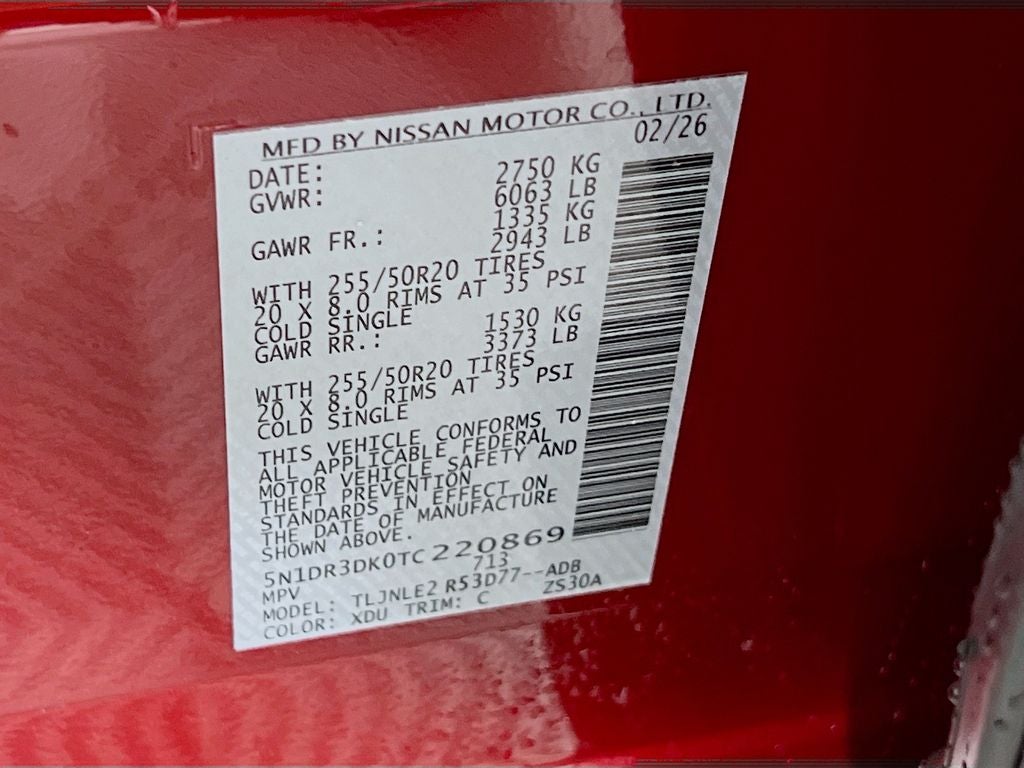 MFD BY NISSAN MOTOR CO., LTD.
DATE: 02/26
GVWR: 2750 KG
6063 LB
GAWR FR.: 1335 KG
2943 LB
WITH 255/50R20 TIRES
20 X 8.0 RIMS AT 35 PSI
COLD SINGLE
GAWR RR.: 1530 KG
3373 LB
WITH 255/50R20 TIRES
20 X 8.0 RIMS AT 35 PSI
COLD SINGLE
THIS VEHICLE CONFORMS TO
ALL APPLICABLE FEDERAL
MOTOR VEHICLE SAFETY AND
THEFT PREVENTION
STANDARDS IN EFFECT ON
THE DATE OF MANUFACTURE
SHOWN ABOVE.
5N1DR3DK0TC220869
MPV 713
MODEL: TLJNLE2 R53D77--ADB
COLOR: XDU TRIM: C ZS30A